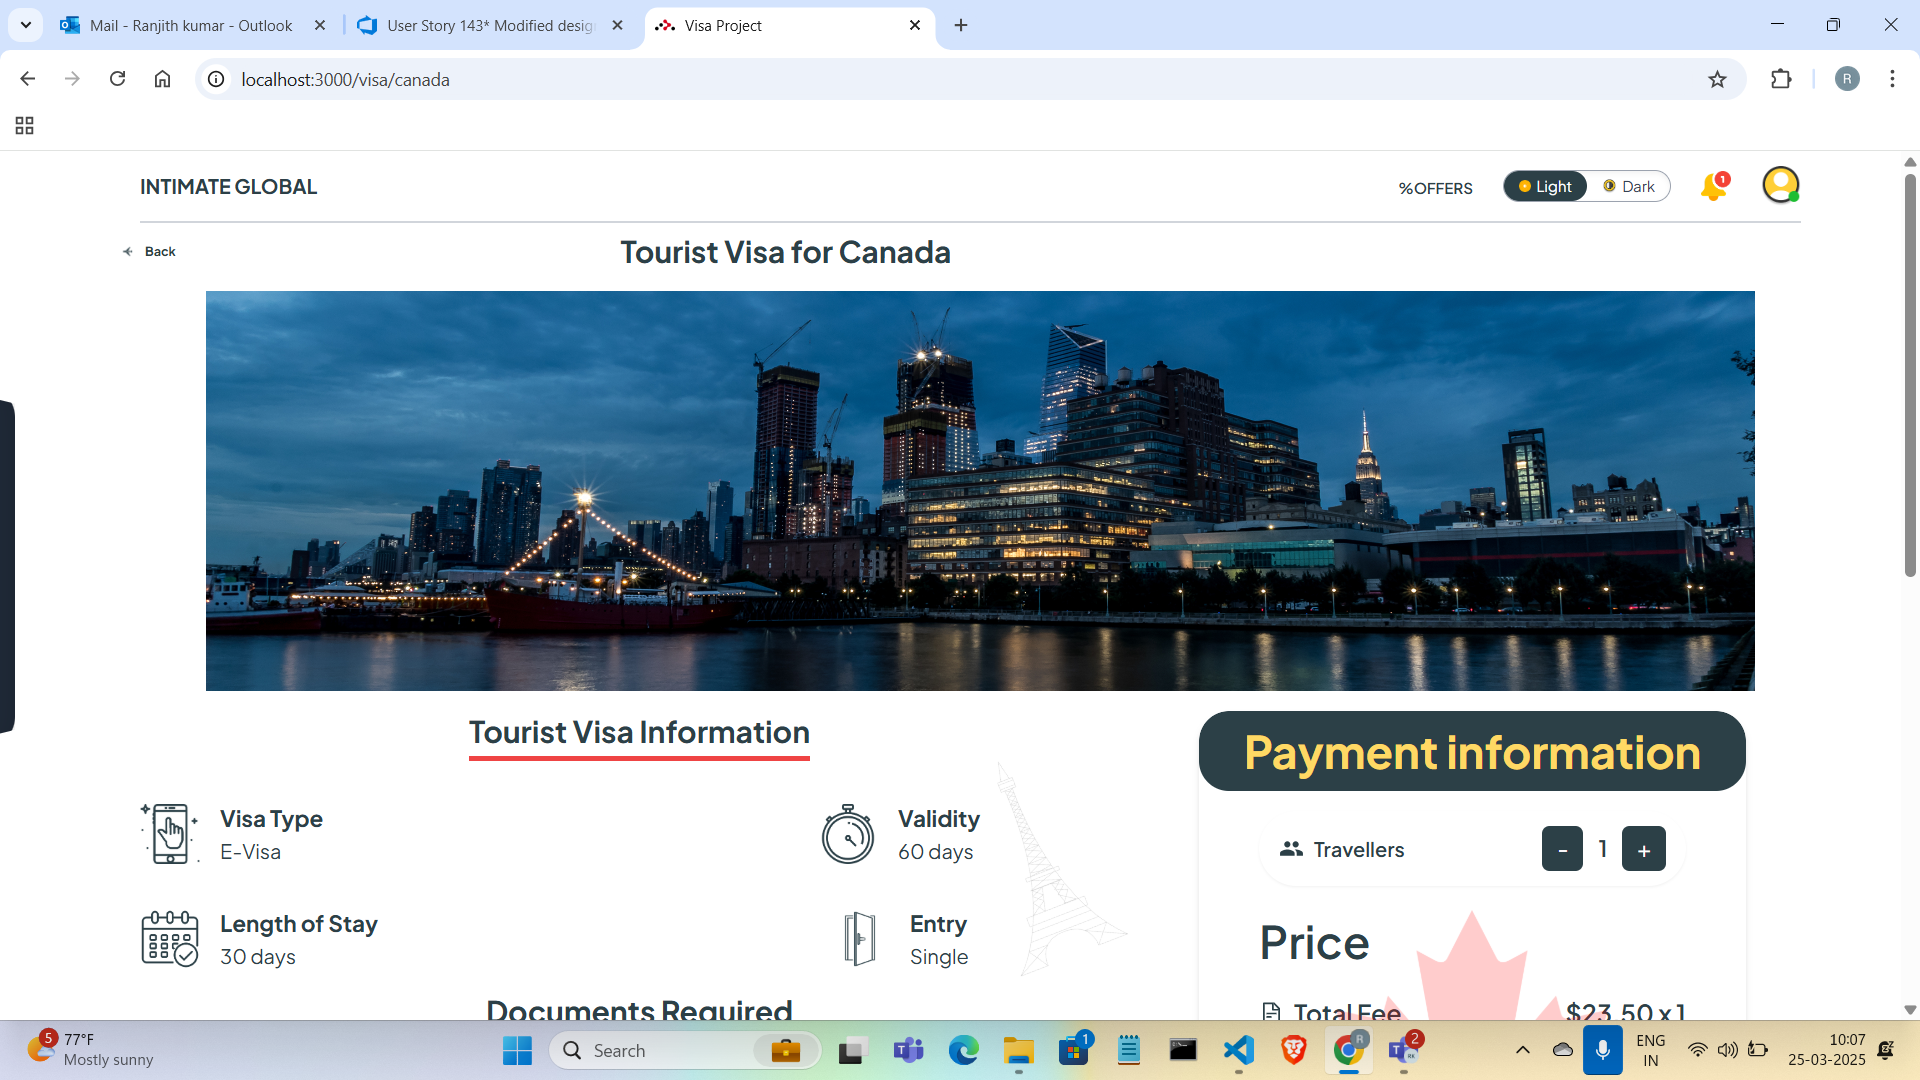 Mail - Ranjith kumar - Outlook
User Story 143* Modified desig
Visa Project
localhost:3000/visa/canada
R
INTIMATE GLOBAL
%OFFERS
Light
Dark
1
Back
Tourist Visa for Canada
Tourist Visa Information
Payment information
Visa Type
E-Visa
Validity
60 days
Travellers
- 1 +
Length of Stay
30 days
Entry
Single
Price
Documents Required
Total Fee
$23.50 x 1
5
77°F
Mostly sunny
Search
1
R
2
RK
ENG
IN
10:07
25-03-2025